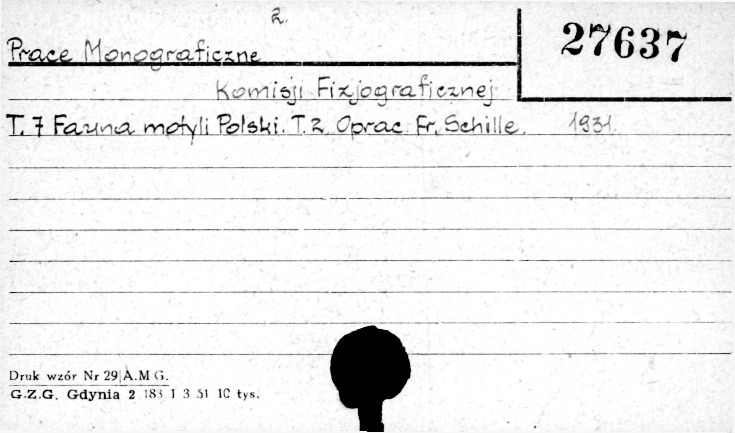 2.
27637
Prace Monograficzne
Komisji Fizjograficznej
T. 7 Fauna motyli Polski. T. 2. Oprac. Fr. Schille. 1931.
Druk wzór Nr 29 A.M G.
G.Z.G. Gdynia 2 183 1 3 51 10 tys.